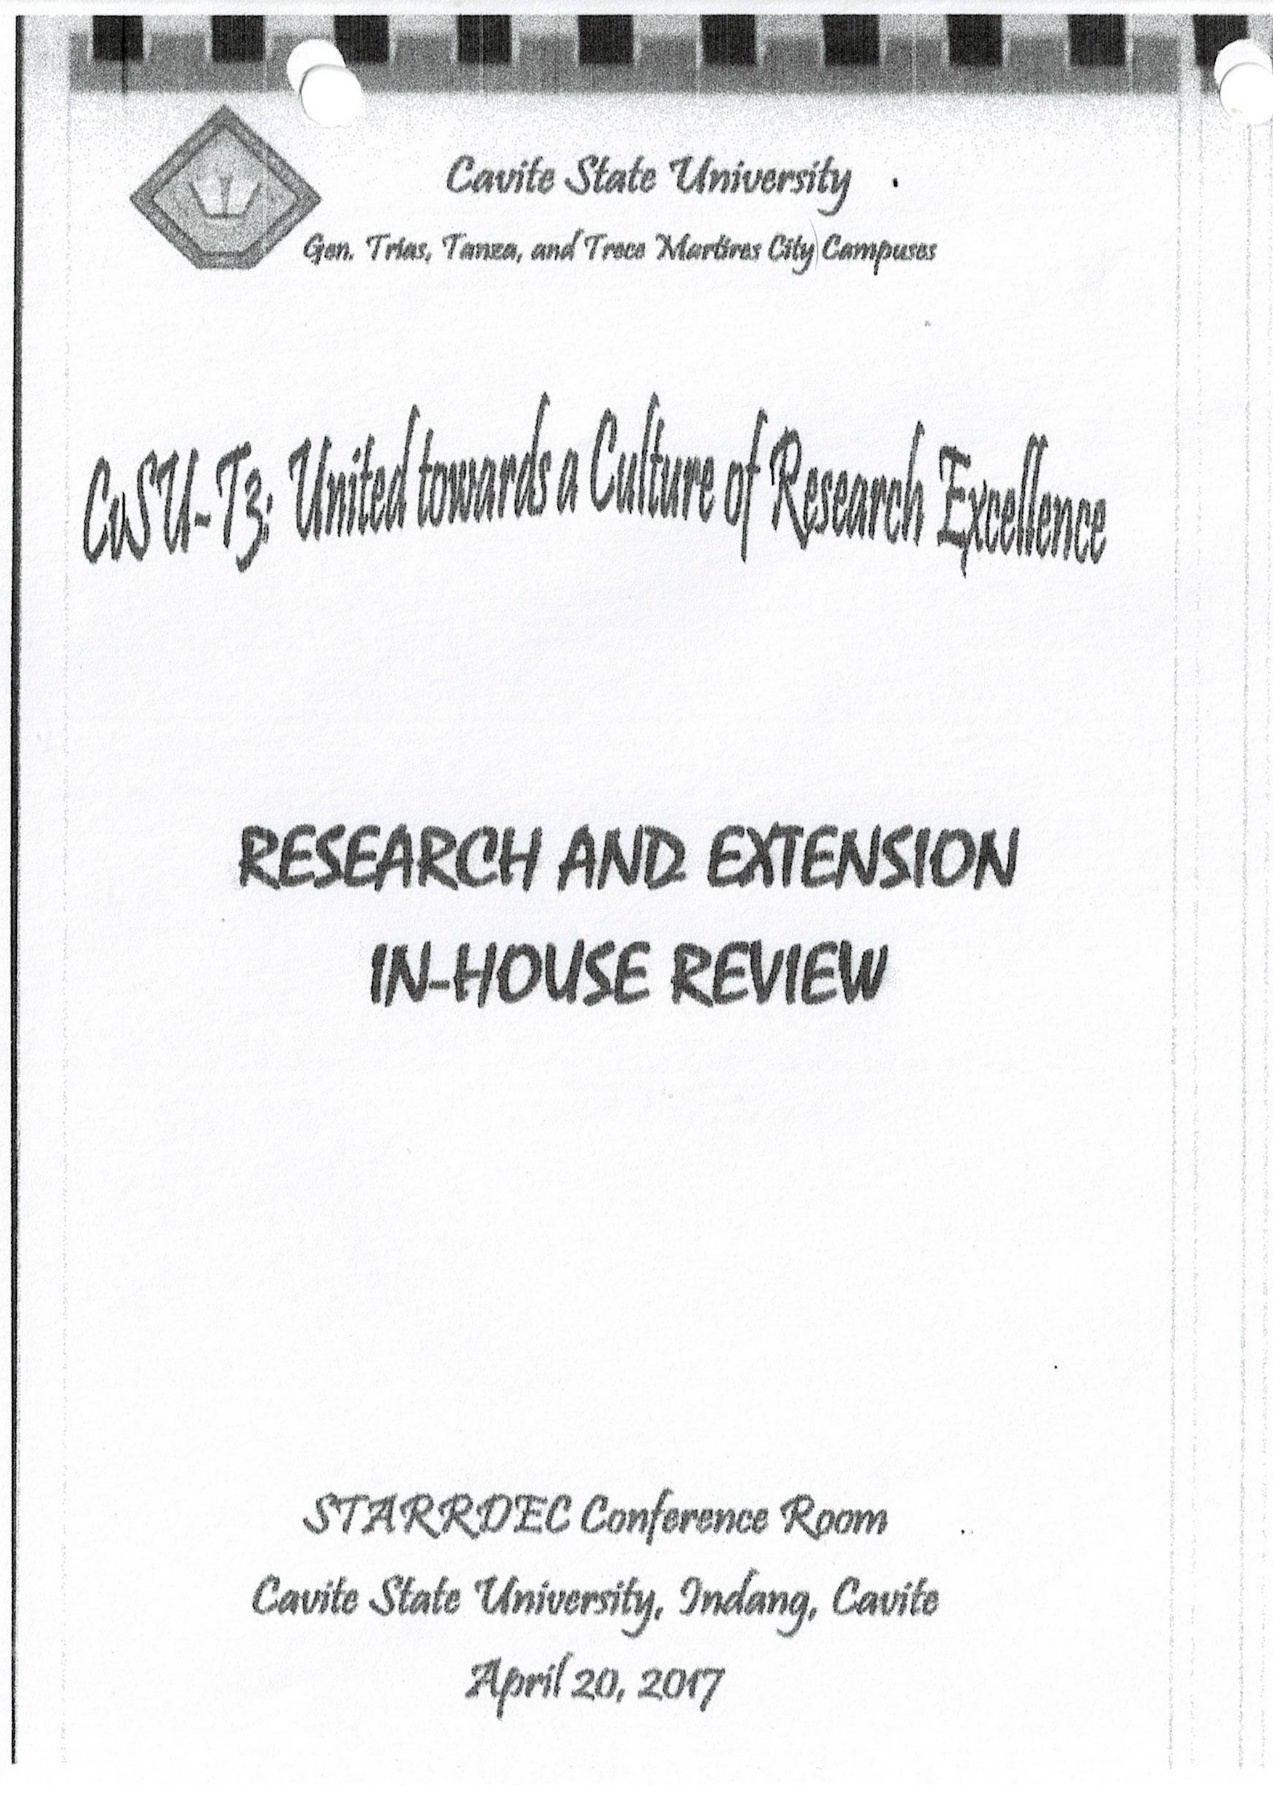 Cavite State University
Gen. Trias, Tanza, and Trece Martires City Campuses
CvSU-T3: United towards a Culture of Research Excellence
RESEARCH AND EXTENSION
IN-HOUSE REVIEW
STARRDEC Conference Room
Cavite State University, Indang, Cavite
April 20, 2017